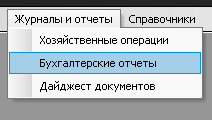 Журналы и отчеты Справочники
Хозяйственные операции
Бухгалтерские отчеты
Дайджест документов